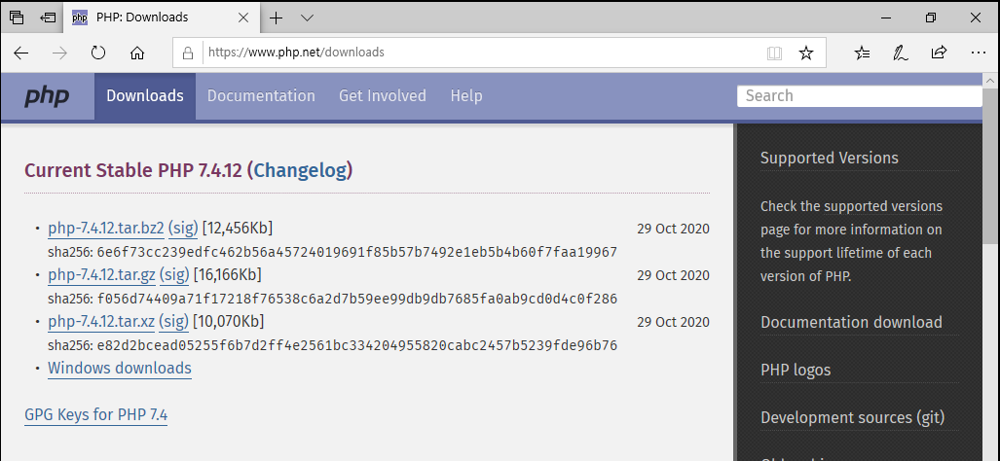 PHP: Downloads
https://www.php.net/downloads
php
Downloads
Documentation
Get Involved
Help
Search
Current Stable PHP 7.4.12 (Changelog)
• php-7.4.12.tar.bz2 (sig) [12,456Kb] 29 Oct 2020
sha256: 6e6f73cc239edfc462b56a45724019691f85b57b7492e1eb5b4b60f7faa19967
• php-7.4.12.tar.gz (sig) [16,166Kb] 29 Oct 2020
sha256: f056d74409a71f17218f76538c6a2d7b59ee99db9db7685fa0ab9cd0d4c0f286
• php-7.4.12.tar.xz (sig) [10,070Kb] 29 Oct 2020
sha256: e82d2bcead05255f6b7d2ff4e2561bc334204955820cabc2457b5239fde96b76
• Windows downloads
GPG Keys for PHP 7.4
Supported Versions
Check the supported versions
page for more information on
the support lifetime of each
version of PHP.
Documentation download
PHP logos
Development sources (git)